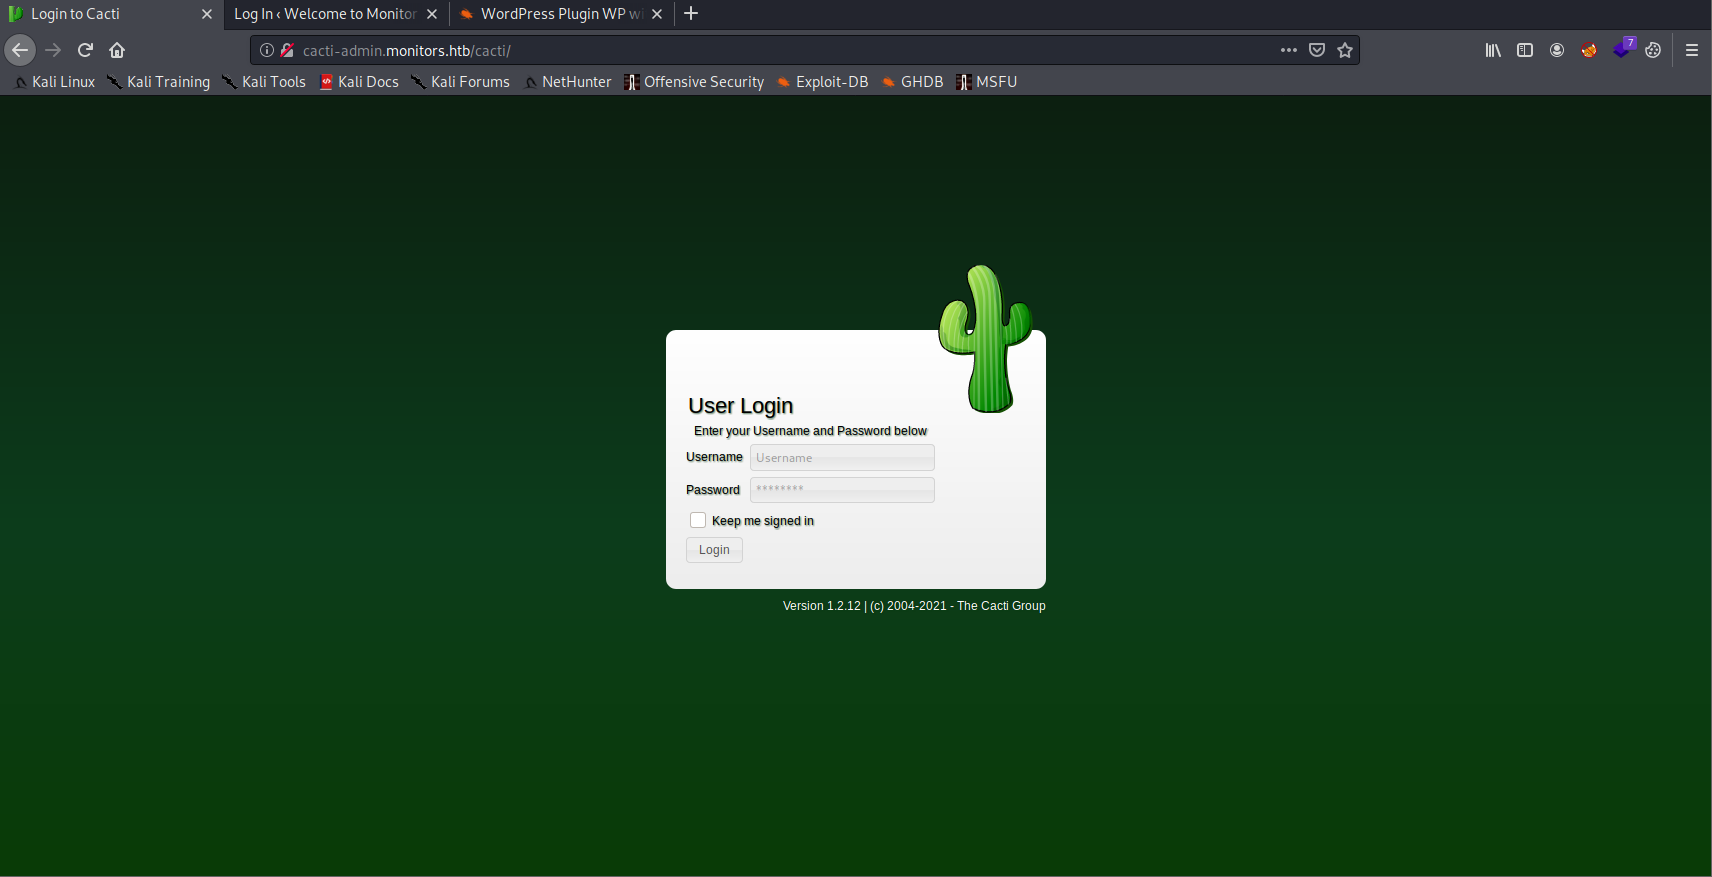 Login to Cacti
Log In ‹ Welcome to Monitor
WordPress Plugin WP wi
cacti-admin.monitors.htb/cacti/
7
Kali Linux Kali Training Kali Tools Kali Docs Kali Forums NetHunter Offensive Security Exploit-DB GHDB MSFU
User Login
Enter your Username and Password below
Username Username
Password ********
Keep me signed in
Login
Version 1.2.12 | (c) 2004-2021 - The Cacti Group